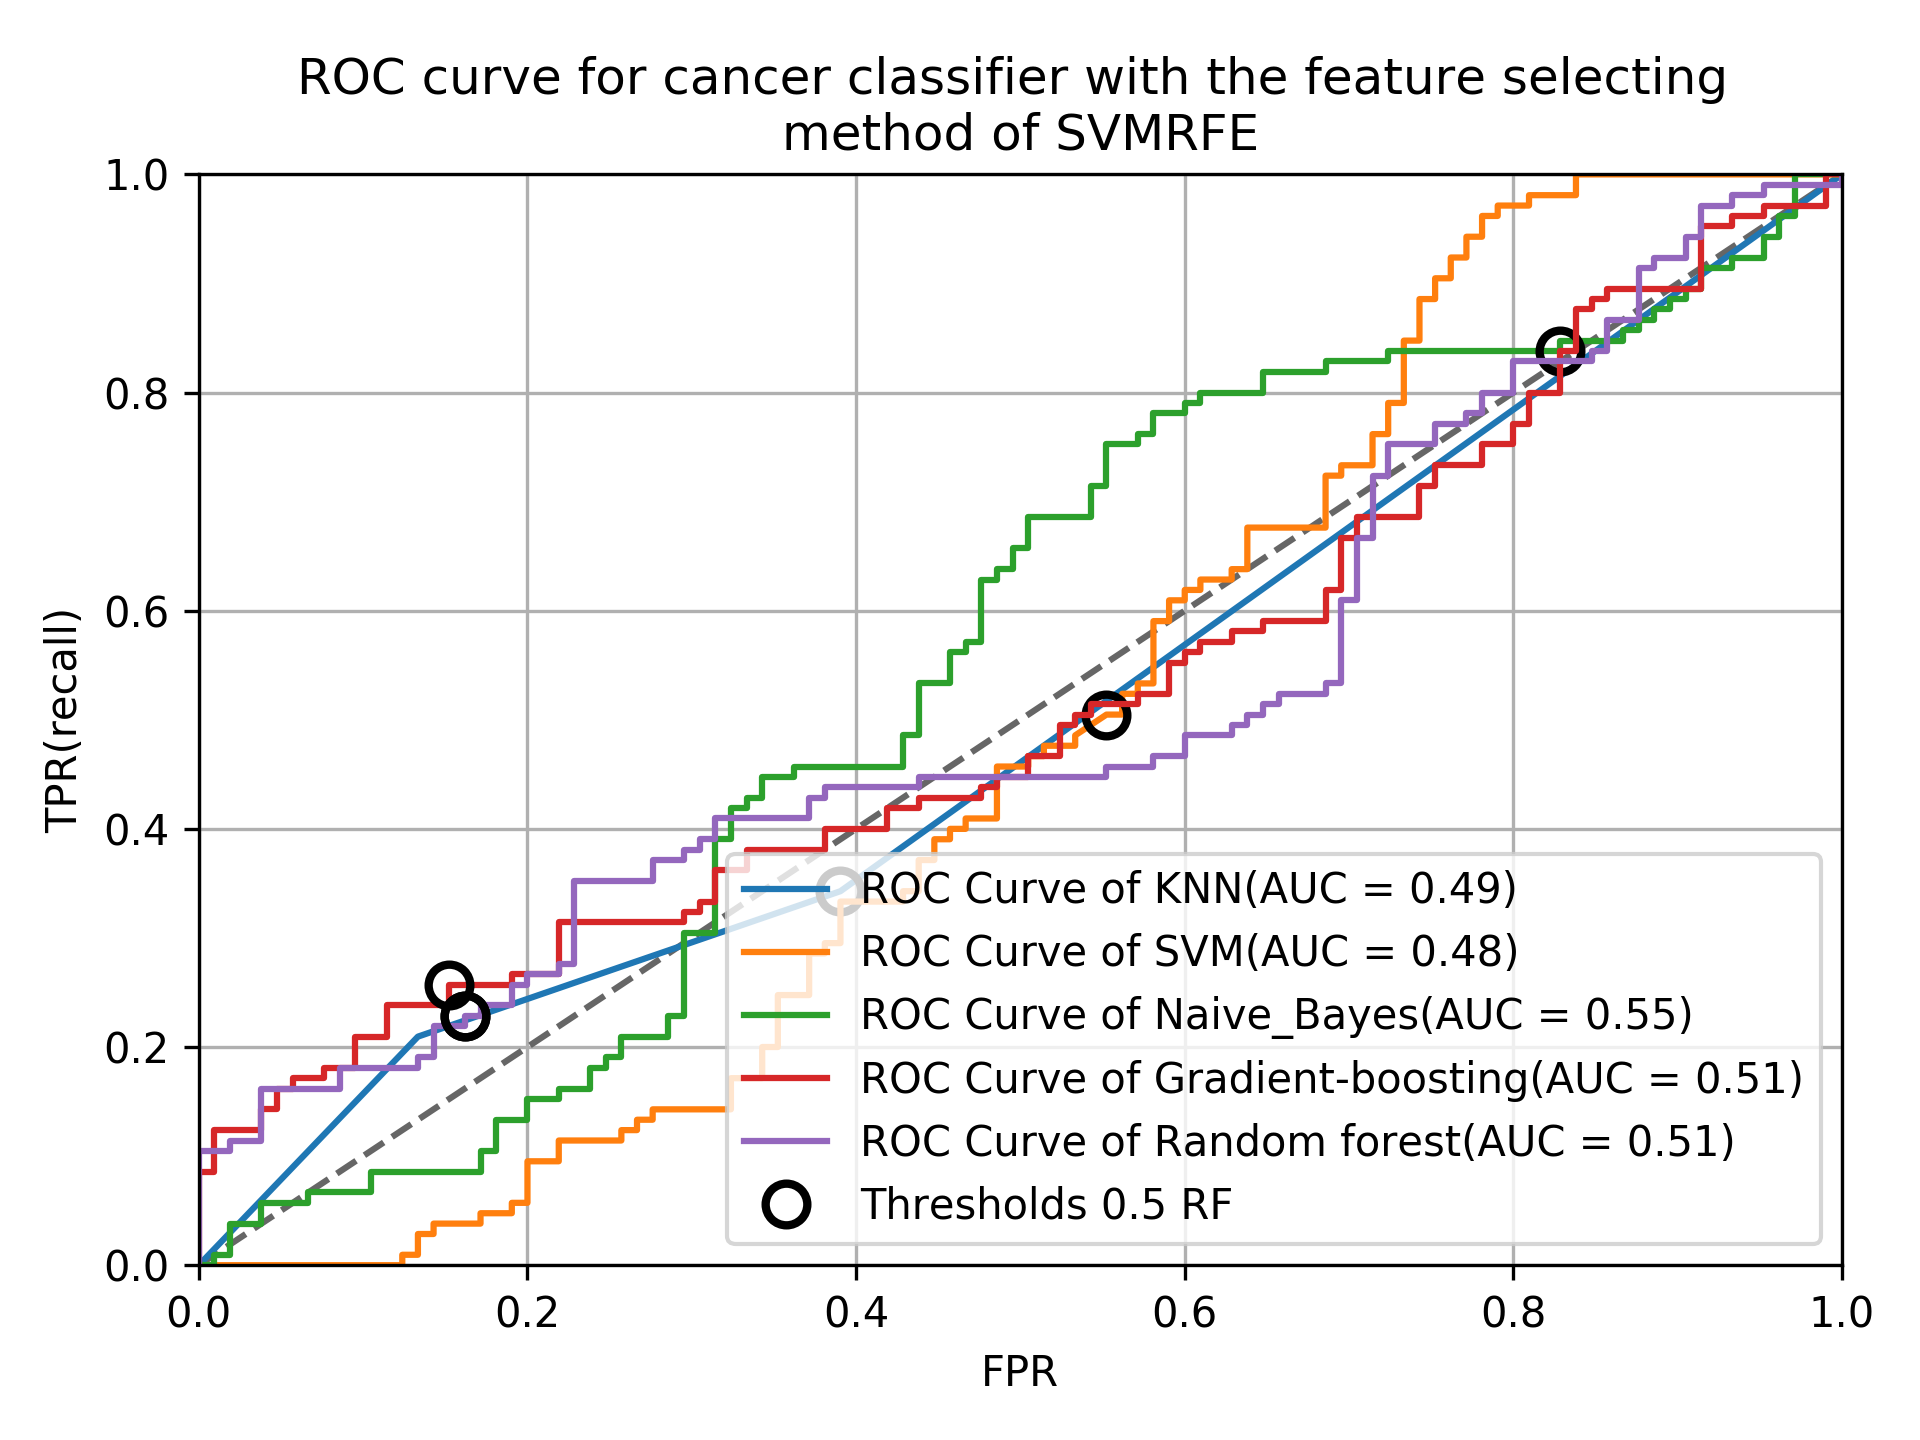 ROC curve for cancer classifier with the feature selecting
method of SVMRFE
1.0
0.8
0.6
0.4
0.2
0.0
TPR(recall)
ROC Curve of KNN(AUC = 0.49)
ROC Curve of SVM(AUC = 0.48)
ROC Curve of Naive_Bayes(AUC = 0.55)
ROC Curve of Gradient-boosting(AUC = 0.51)
ROC Curve of Random forest(AUC = 0.51)
Thresholds 0.5 RF
0.0 0.2 0.4 0.6 0.8 1.0
FPR